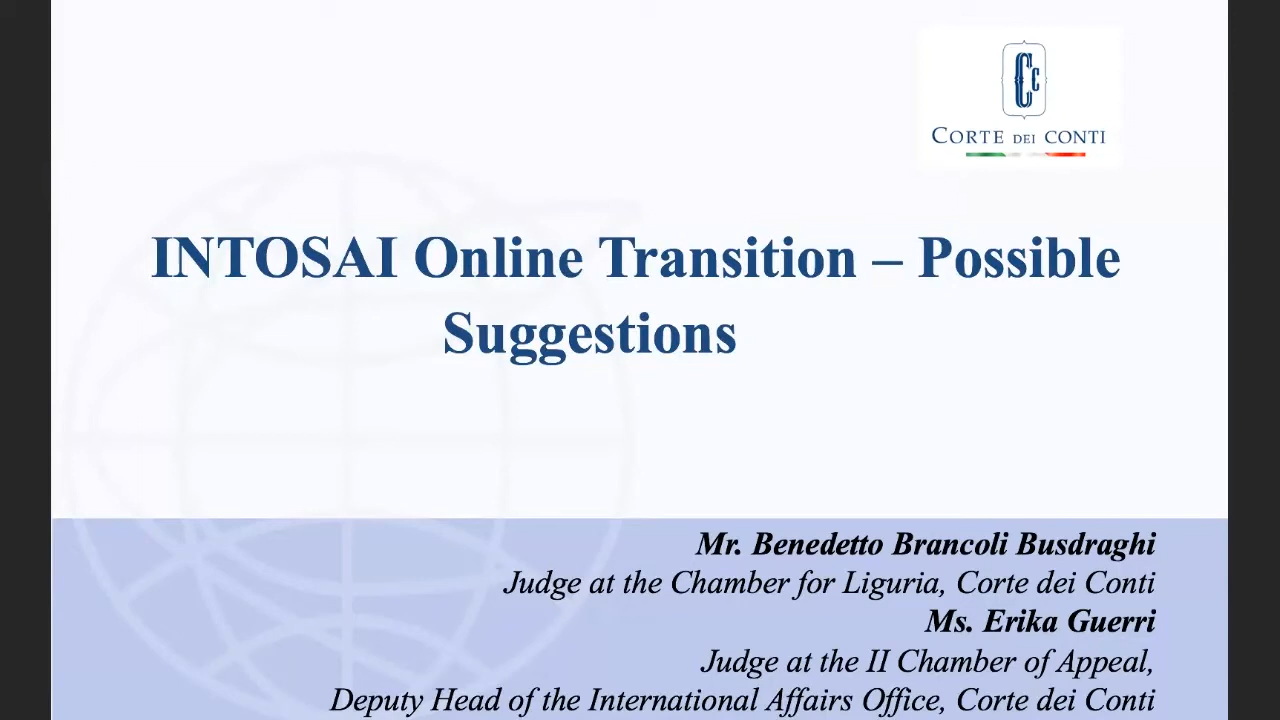 Cc
CORTE DEI CONTI
INTOSAI Online Transition – Possible
Suggestions
Mr. Benedetto Brancoli Busdraghi
Judge at the Chamber for Liguria, Corte dei Conti
Ms. Erika Guerri
Judge at the II Chamber of Appeal,
Deputy Head of the International Affairs Office, Corte dei Conti